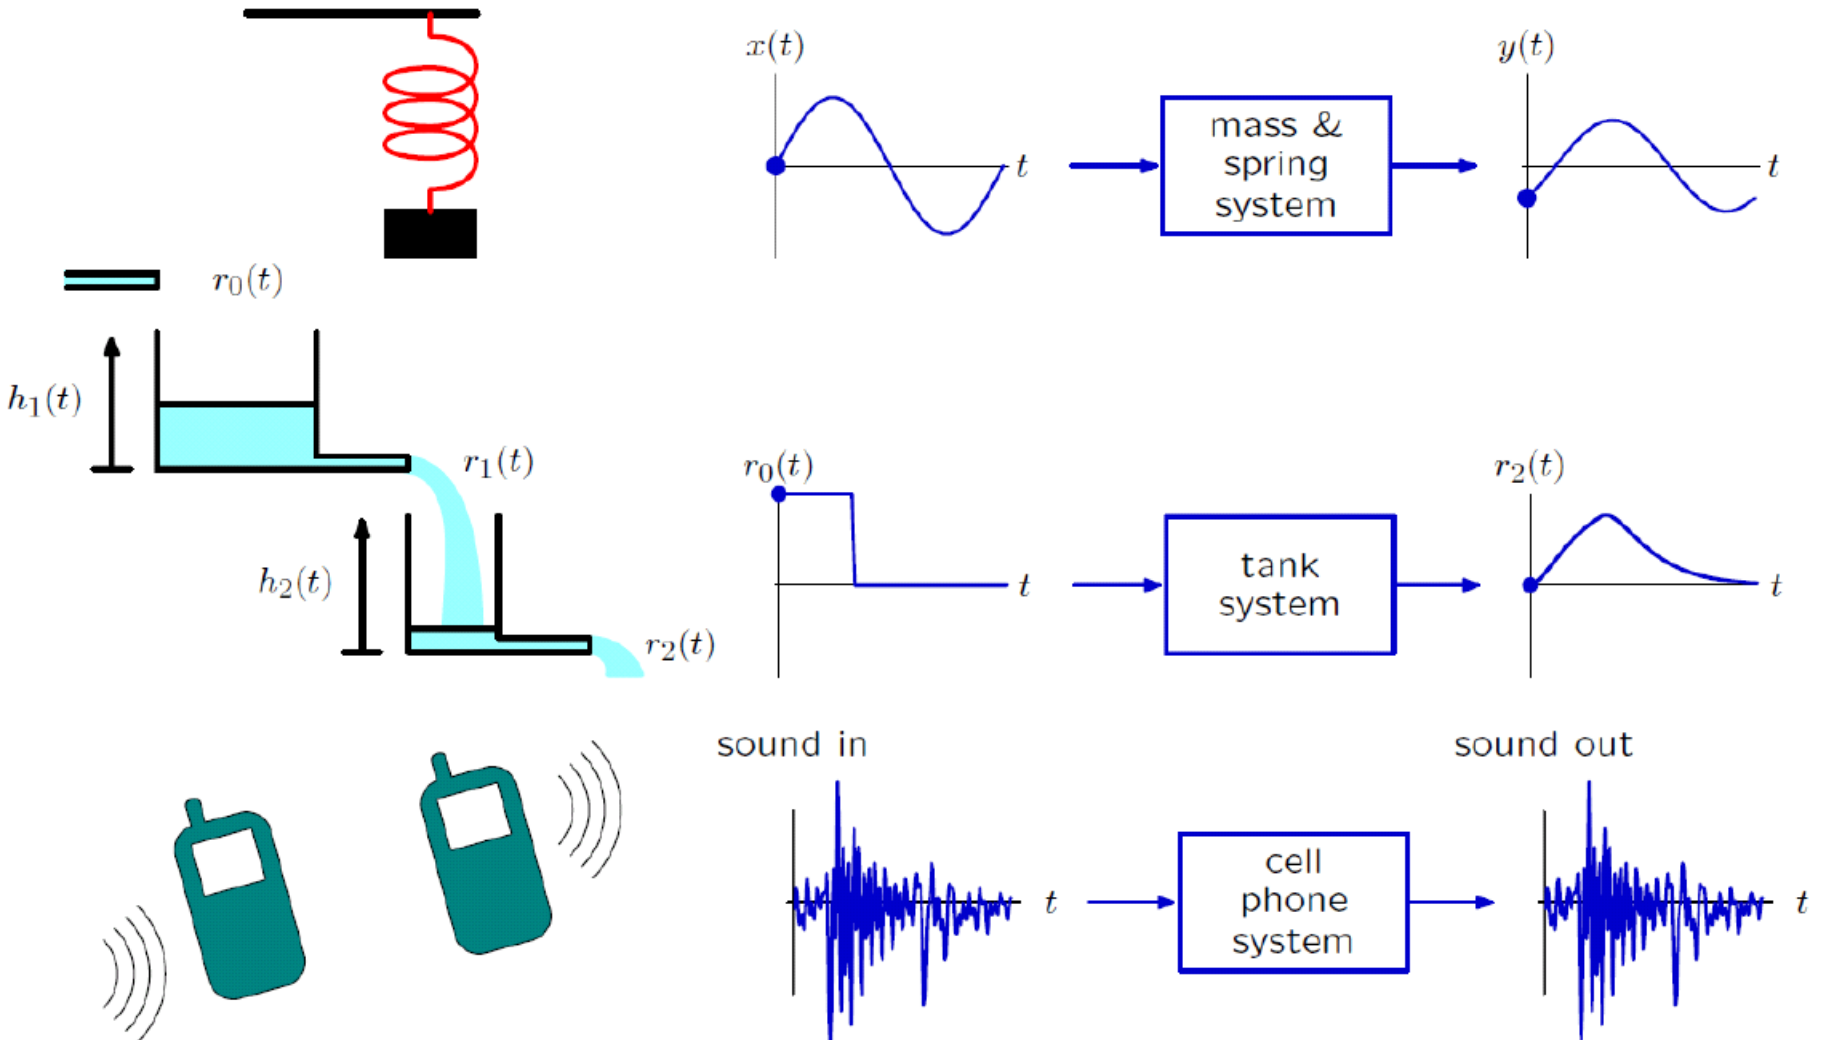 x(t)
y(t)
t
mass &
spring
system
t
r₀(t)
h₁(t)
r₁(t)
h₂(t)
r₂(t)
r₀(t)
r₂(t)
t
tank
system
t
sound in
sound out
t
cell
phone
system
t